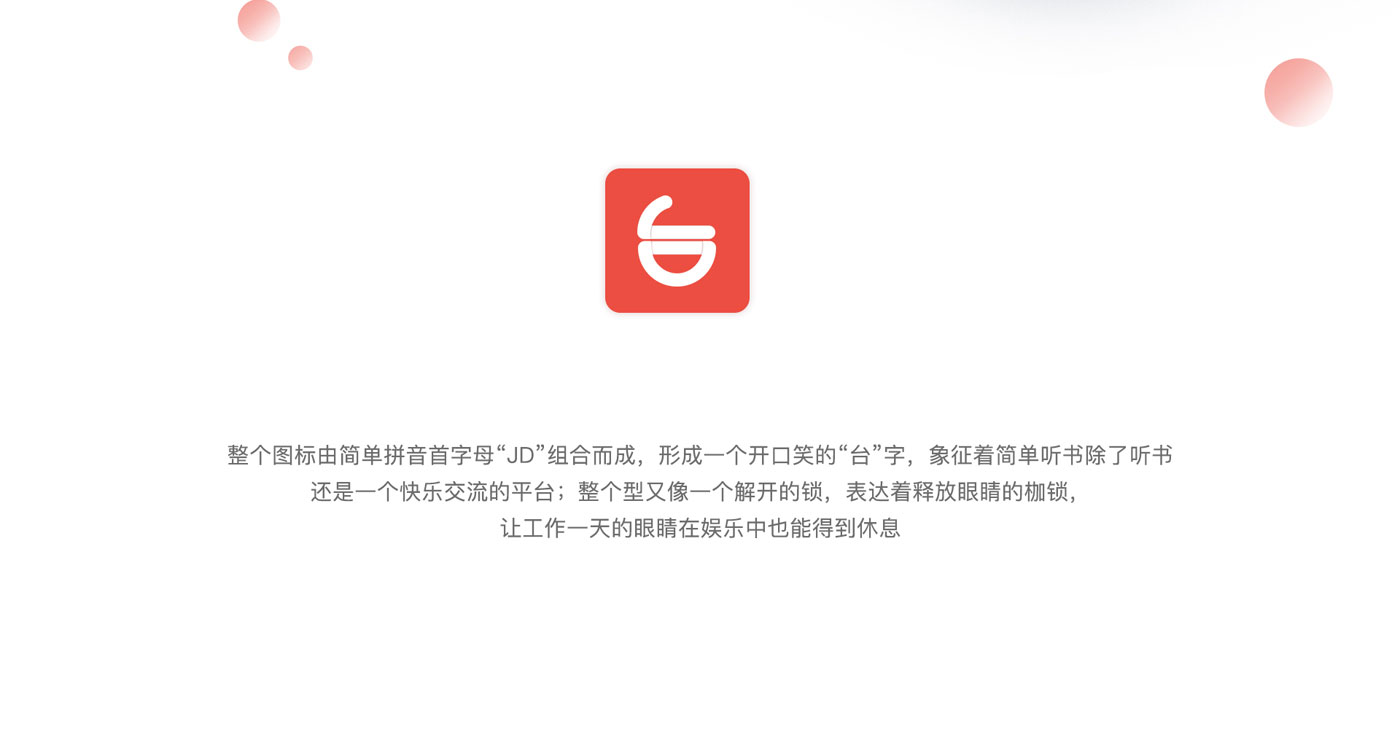 整个图标由简单拼音首字母“JD”组合而成，形成一个开口笑的“台”字，象征着简单听书除了听书
还是一个快乐交流的平台；整个型又像一个解开的锁，表达着释放眼睛的枷锁，
让工作一天的眼睛在娱乐中也能得到休息